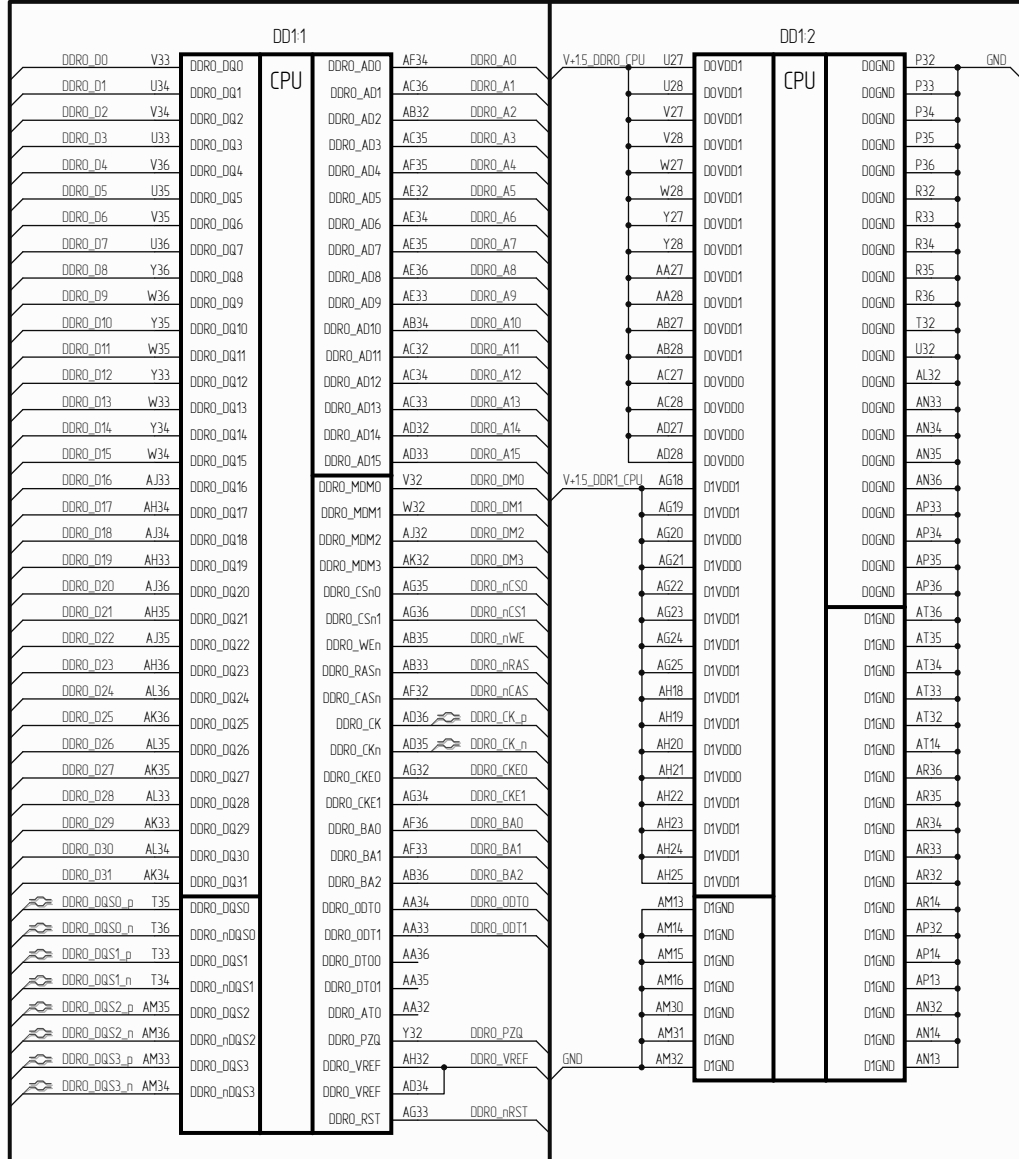 DD1:1
DDR0_D0 V33 DDR0_DQ0 CPU DDR0_AD0 AF34 DDR0_A0
DDR0_D1 U34 DDR0_DQ1 DDR0_AD1 AC36 DDR0_A1
DDR0_D2 V34 DDR0_DQ2 DDR0_AD2 AB32 DDR0_A2
DDR0_D3 U33 DDR0_DQ3 DDR0_AD3 AC35 DDR0_A3
DDR0_D4 V36 DDR0_DQ4 DDR0_AD4 AF35 DDR0_A4
DDR0_D5 U35 DDR0_DQ5 DDR0_AD5 AE32 DDR0_A5
DDR0_D6 V35 DDR0_DQ6 DDR0_AD6 AE34 DDR0_A6
DDR0_D7 U36 DDR0_DQ7 DDR0_AD7 AE35 DDR0_A7
DDR0_D8 Y36 DDR0_DQ8 DDR0_AD8 AE36 DDR0_A8
DDR0_D9 W36 DDR0_DQ9 DDR0_AD9 AE33 DDR0_A9
DDR0_D10 Y35 DDR0_DQ10 DDR0_AD10 AB34 DDR0_A10
DDR0_D11 W35 DDR0_DQ11 DDR0_AD11 AC32 DDR0_A11
DDR0_D12 Y33 DDR0_DQ12 DDR0_AD12 AC34 DDR0_A12
DDR0_D13 W33 DDR0_DQ13 DDR0_AD13 AC33 DDR0_A13
DDR0_D14 Y34 DDR0_DQ14 DDR0_AD14 AD32 DDR0_A14
DDR0_D15 W34 DDR0_DQ15 DDR0_AD15 AD33 DDR0_A15
DDR0_D16 AJ33 DDR0_DQ16 DDR0_MDM0 V32 DDR0_DM0
DDR0_D17 AH34 DDR0_DQ17 DDR0_MDM1 W32 DDR0_DM1
DDR0_D18 AJ34 DDR0_DQ18 DDR0_MDM2 AJ32 DDR0_DM2
DDR0_D19 AH33 DDR0_DQ19 DDR0_MDM3 AK32 DDR0_DM3
DDR0_D20 AJ36 DDR0_DQ20 DDR0_CSn0 AG35 DDR0_nCS0
DDR0_D21 AH35 DDR0_DQ21 DDR0_CSn1 AG36 DDR0_nCS1
DDR0_D22 AJ35 DDR0_DQ22 DDR0_WEn AB35 DDR0_nWE
DDR0_D23 AH36 DDR0_DQ23 DDR0_RASn AB33 DDR0_nRAS
DDR0_D24 AL36 DDR0_DQ24 DDR0_CASn AF32 DDR0_nCAS
DDR0_D25 AK36 DDR0_DQ25 DDR0_CK AD36 DDR0_CK_p
DDR0_D26 AL35 DDR0_DQ26 DDR0_CKn AD35 DDR0_CK_n
DDR0_D27 AK35 DDR0_DQ27 DDR0_CKE0 AG32 DDR0_CKE0
DDR0_D28 AL33 DDR0_DQ28 DDR0_CKE1 AG34 DDR0_CKE1
DDR0_D29 AK33 DDR0_DQ29 DDR0_BA0 AF36 DDR0_BA0
DDR0_D30 AL34 DDR0_DQ30 DDR0_BA1 AF33 DDR0_BA1
DDR0_D31 AK34 DDR0_DQ31 DDR0_BA2 AB36 DDR0_BA2
DDR0_DQS0_p T35 DDR0_DQS0 DDR0_ODT0 AA34 DDR0_ODT0
DDR0_DQS0_n T36 DDR0_nDQS0 DDR0_ODT1 AA33 DDR0_ODT1
DDR0_DQS1_p T33 DDR0_DQS1 DDR0_DTO0 AA36
DDR0_DQS1_n T34 DDR0_nDQS1 DDR0_DTO1 AA35
DDR0_DQS2_p AM35 DDR0_DQS2 DDR0_ATO AA32
DDR0_DQS2_n AM36 DDR0_nDQS2 DDR0_PZQ Y32 DDR0_PZQ
DDR0_DQS3_p AM33 DDR0_DQS3 DDR0_VREF AH32 DDR0_VREF
DDR0_DQS3_n AM34 DDR0_nDQS3 DDR0_VREF AD34
DDR0_RST AG33 DDR0_nRST
DD1:2
V+1.5_DDR0_CPU U27 D0VDD1 CPU D0GND P32 GND
U28 D0VDD1 D0GND P33
V27 D0VDD1 D0GND P34
V28 D0VDD1 D0GND P35
W27 D0VDD1 D0GND P36
W28 D0VDD1 D0GND R32
Y27 D0VDD1 D0GND R33
Y28 D0VDD1 D0GND R34
AA27 D0VDD1 D0GND R35
AA28 D0VDD1 D0GND R36
AB27 D0VDD1 D0GND T32
AB28 D0VDD1 D0GND U32
AC27 D0VDD0 D0GND AL32
AC28 D0VDD0 D0GND AN33
AD27 D0VDD0 D0GND AN34
AD28 D0VDD0 D0GND AN35
V+1.5_DDR1_CPU AG18 D1VDD1 D0GND AN36
AG19 D1VDD1 D0GND AP33
AG20 D1VDD0 D0GND AP34
AG21 D1VDD0 D0GND AP35
AG22 D1VDD1 D0GND AP36
AG23 D1VDD1 D1GND AT36
AG24 D1VDD1 D1GND AT35
AG25 D1VDD1 D1GND AT34
AH18 D1VDD1 D1GND AT33
AH19 D1VDD1 D1GND AT32
AH20 D1VDD0 D1GND AT14
AH21 D1VDD0 D1GND AR36
AH22 D1VDD1 D1GND AR35
AH23 D1VDD1 D1GND AR34
AH24 D1VDD1 D1GND AR33
AH25 D1VDD1 D1GND AR32
AM13 D1GND D1GND AR14
AM14 D1GND D1GND AP32
AM15 D1GND D1GND AP14
AM16 D1GND D1GND AP13
AM30 D1GND D1GND AN32
AM31 D1GND D1GND AN14
GND AM32 D1GND D1GND AN13